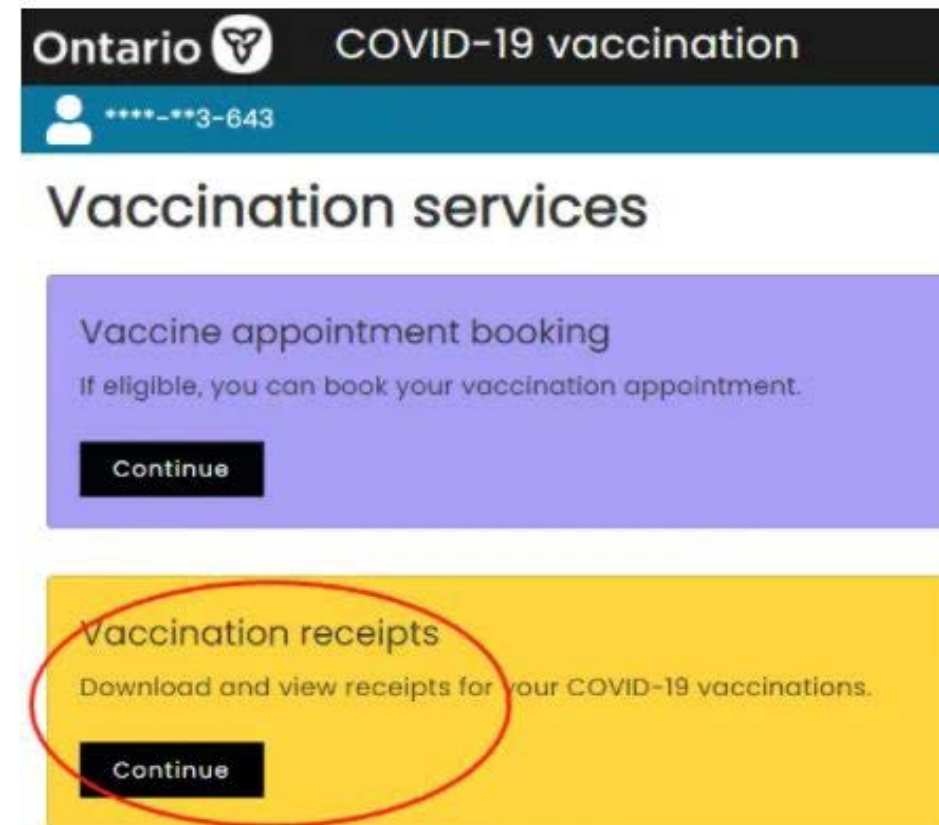 Ontario COVID-19 vaccination
****-**3-643
Vaccination services
Vaccine appointment booking
If eligible, you can book your vaccination appointment.
Continue
Vaccination receipts
Download and view receipts for your COVID-19 vaccinations.
Continue